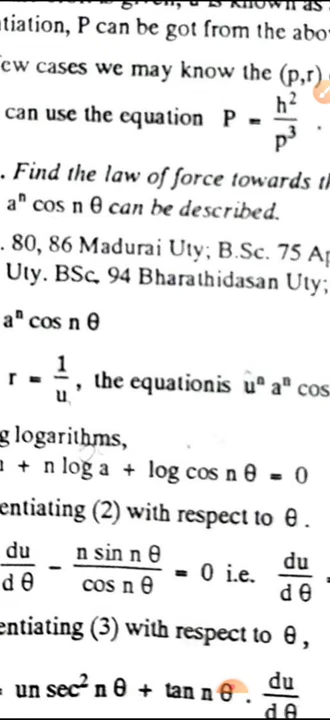 tiation, P can be got from the abo
few cases we may know the (p,r)
can use the equation P = h²/p³ .
. Find the law of force towards t
aⁿ cos n θ can be described.
. 80, 86 Madurai Uty; B.Sc. 75 Ap
Uty. BSc. 94 Bharathidasan Uty;
aⁿ cos n θ
r = 1/u , the equationis uⁿ aⁿ cos
g logarithms,
+ n log a + log cos n θ = 0
entiating (2) with respect to θ .
du/dθ - n sin n θ/cos n θ = 0 i.e. du/dθ
entiating (3) with respect to θ ,
un sec² n θ + tan n θ . du/dθ